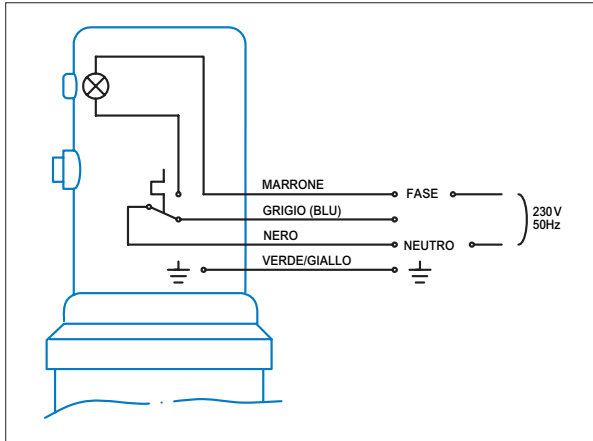 MARRONE
FASE
GRIGIO (BLU)
230V
50Hz
NERO
NEUTRO
VERDE/GIALLO